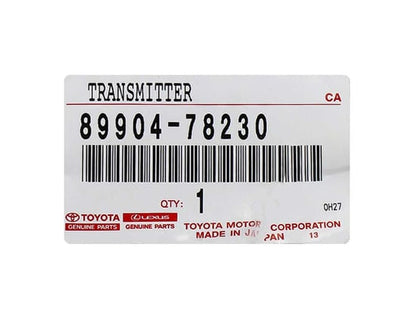 TRANSMITTER CA
89904-78230
QTY: 1 0H27
TOYOTA LEXUS TOYOTA MOTOR CORPORATION
GENUINE PARTS GENUINE PARTS MADE IN JAPAN 13